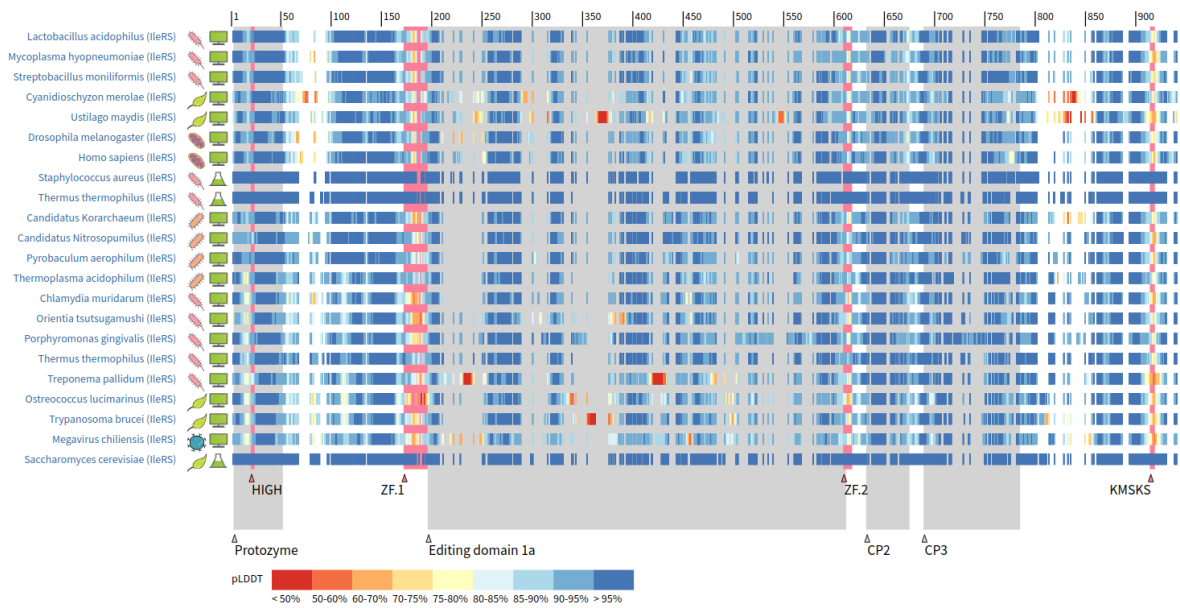 1 50 100 150 200 250 300 350 400 450 500 550 600 650 700 750 800 850 900
Lactobacillus acidophilus (IleRS)
Mycoplasma hyopneumoniae (IleRS)
Streptobacillus moniliformis (IleRS)
Cyanidioschyzon merolae (IleRS)
Ustilago maydis (IleRS)
Drosophila melanogaster (IleRS)
Homo sapiens (IleRS)
Staphylococcus aureus (IleRS)
Thermus thermophilus (IleRS)
Candidatus Korarchaeum (IleRS)
Candidatus Nitrosopumilus (IleRS)
Pyrobaculum aerophilum (IleRS)
Thermoplasma acidophilum (IleRS)
Chlamydia muridarum (IleRS)
Orientia tsutsugamushi (IleRS)
Porphyromonas gingivalis (IleRS)
Thermus thermophilus (IleRS)
Treponema pallidum (IleRS)
Ostreococcus lucimarinus (IleRS)
Trypanosoma brucei (IleRS)
Megavirus chiliensis (IleRS)
Saccharomyces cerevisiae (IleRS)
HIGH ZF.1 ZF.2 KMSKS
Protozyme Editing domain 1a CP2 CP3
pLDDT
< 50% 50-60% 60-70% 70-75% 75-80% 80-85% 85-90% 90-95% > 95%